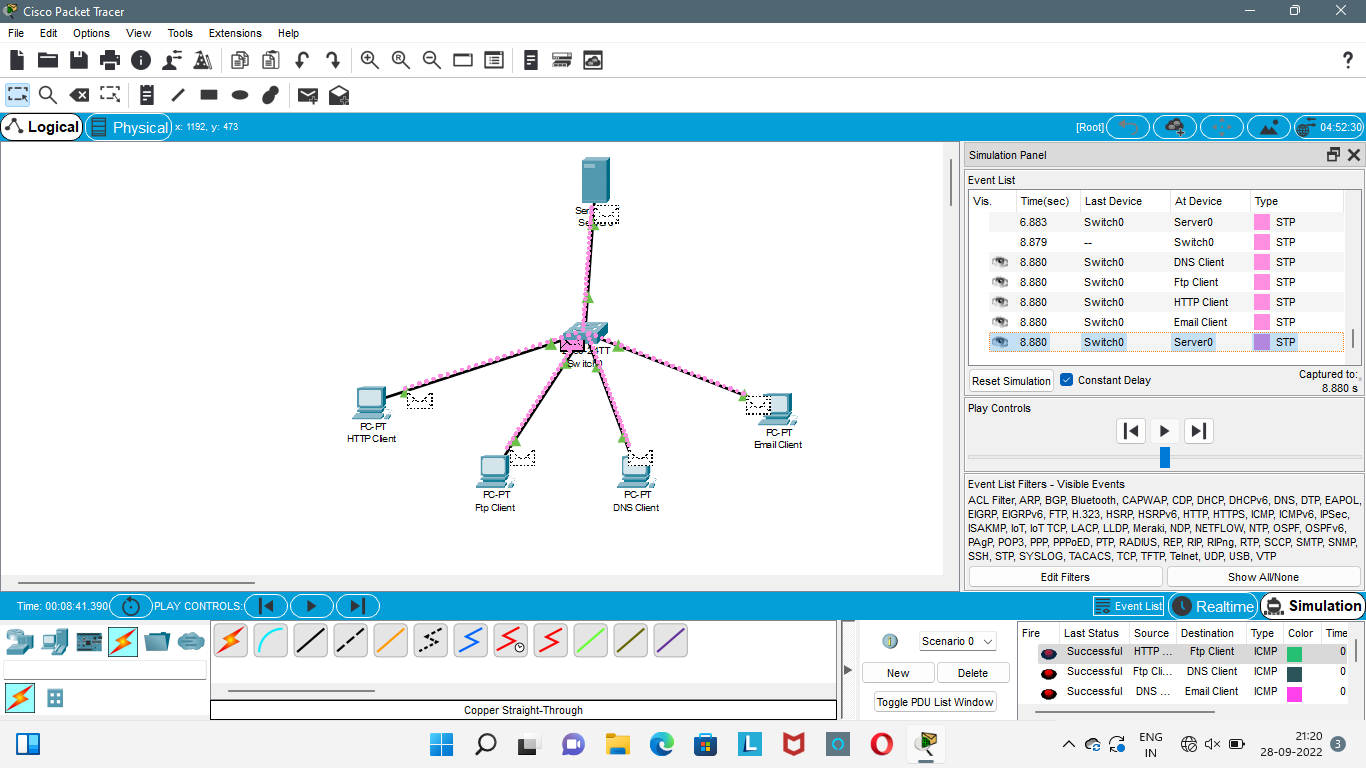 Cisco Packet Tracer
File Edit Options View Tools Extensions Help
?
Logical
Physical
x: 1192, y: 473
[Root]
04:52:30
Switch0
PC-PT
HTTP Client
PC-PT
Ftp Client
PC-PT
DNS Client
PC-PT
Email Client
Simulation Panel
Event List
Vis. Time(sec) Last Device At Device Type
6.883 Switch0 Server0 STP
8.879 -- Switch0 STP
8.880 Switch0 DNS Client STP
8.880 Switch0 Ftp Client STP
8.880 Switch0 HTTP Client STP
8.880 Switch0 Email Client STP
8.880 Switch0 Server0 STP
Reset Simulation
Constant Delay
Captured to:
8.880 s
Play Controls
Event List Filters - Visible Events
ACL Filter, ARP, BGP, Bluetooth, CAPWAP, CDP, DHCP, DHCPv6, DNS, DTP, EAPOL,
EIGRP, EIGRPv6, FTP, H.323, HSRP, HSRPv6, HTTP, HTTPS, ICMP, ICMPv6, IPSec,
ISAKMP, IoT, IoT TCP, LACP, LLDP, Meraki, NDP, NETFLOW, NTP, OSPF, OSPFv6,
PAgP, POP3, PPP, PPPoED, PTP, RADIUS, REP, RIP, RIPng, RTP, SCCP, SMTP, SNMP,
SSH, STP, SYSLOG, TACACS, TCP, TFTP, Telnet, UDP, USB, VTP
Edit Filters
Show All/None
Time: 00:08:41.390
PLAY CONTROLS:
Event List
Realtime
Simulation
Scenario 0
New
Delete
Toggle PDU List Window
Copper Straight-Through
Fire Last Status Source Destination Type Color Time
Successful HTTP ... Ftp Client ICMP 0
Successful Ftp Cli... DNS Client ICMP 0
Successful DNS ... Email Client ICMP 0
ENG
IN
21:20
28-09-2022
3